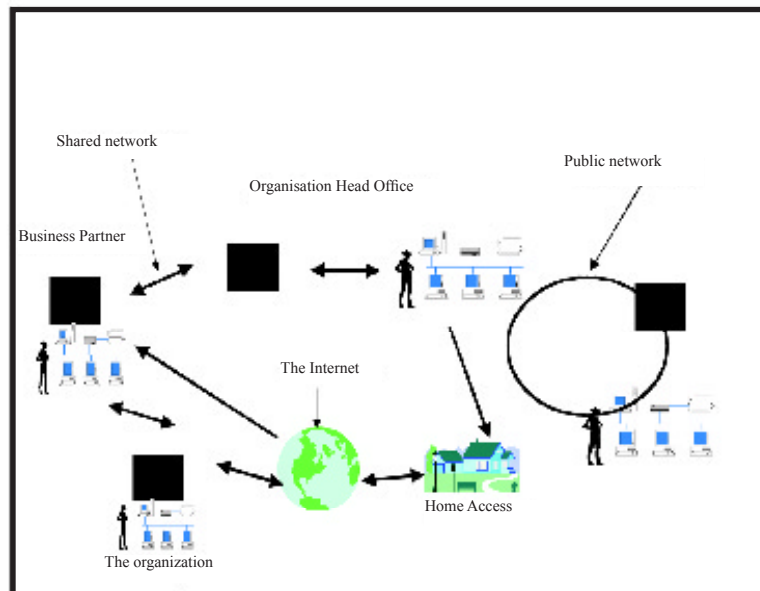 Shared network
Public network
Organisation Head Office
Business Partner
The Internet
Home Access
The organization